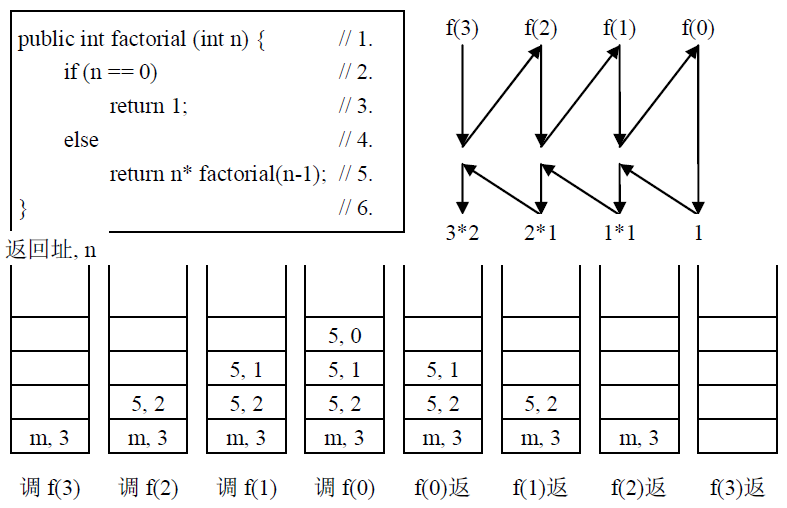 public int factorial (int n) { // 1.
if (n == 0) // 2.
return 1; // 3.
else // 4.
return n* factorial(n-1); // 5.
} // 6.
f(3) f(2) f(1) f(0)
3*2 2*1 1*1 1
返回址, n
5, 0
5, 1 5, 1 5, 1
5, 2 5, 2 5, 2 5, 2 5, 2
m, 3 m, 3 m, 3 m, 3 m, 3 m, 3 m, 3
调 f(3) 调 f(2) 调 f(1) 调 f(0) f(0)返 f(1)返 f(2)返 f(3)返